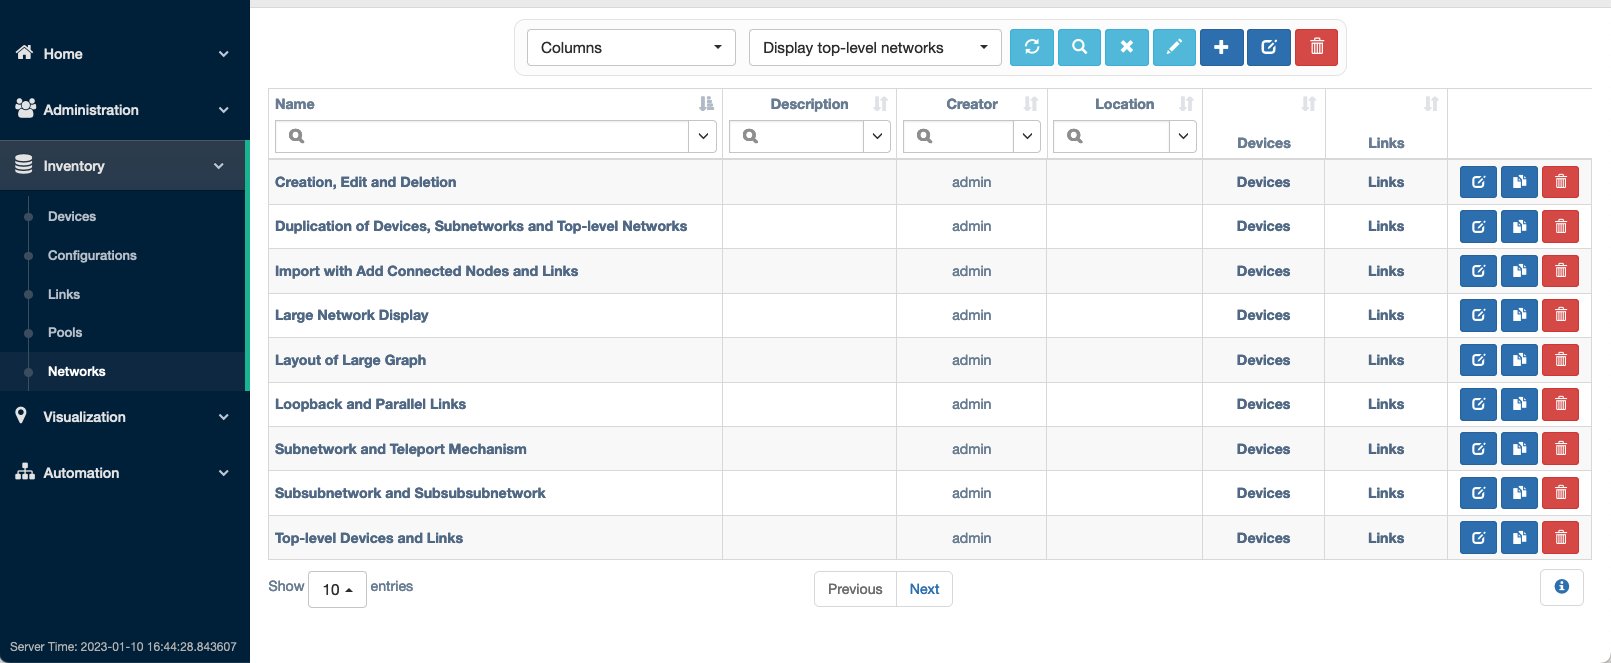 Home
Administration
Inventory
Devices
Configurations
Links
Pools
Networks
Visualization
Automation
Server Time: 2023-01-10 16:44:28.843607
Columns
Display top-level networks
Name Description Creator Location Devices Links
Creation, Edit and Deletion admin Devices Links
Duplication of Devices, Subnetworks and Top-level Networks admin Devices Links
Import with Add Connected Nodes and Links admin Devices Links
Large Network Display admin Devices Links
Layout of Large Graph admin Devices Links
Loopback and Parallel Links admin Devices Links
Subnetwork and Teleport Mechanism admin Devices Links
Subsubnetwork and Subsubsubnetwork admin Devices Links
Top-level Devices and Links admin Devices Links
Show 10 entries Previous Next